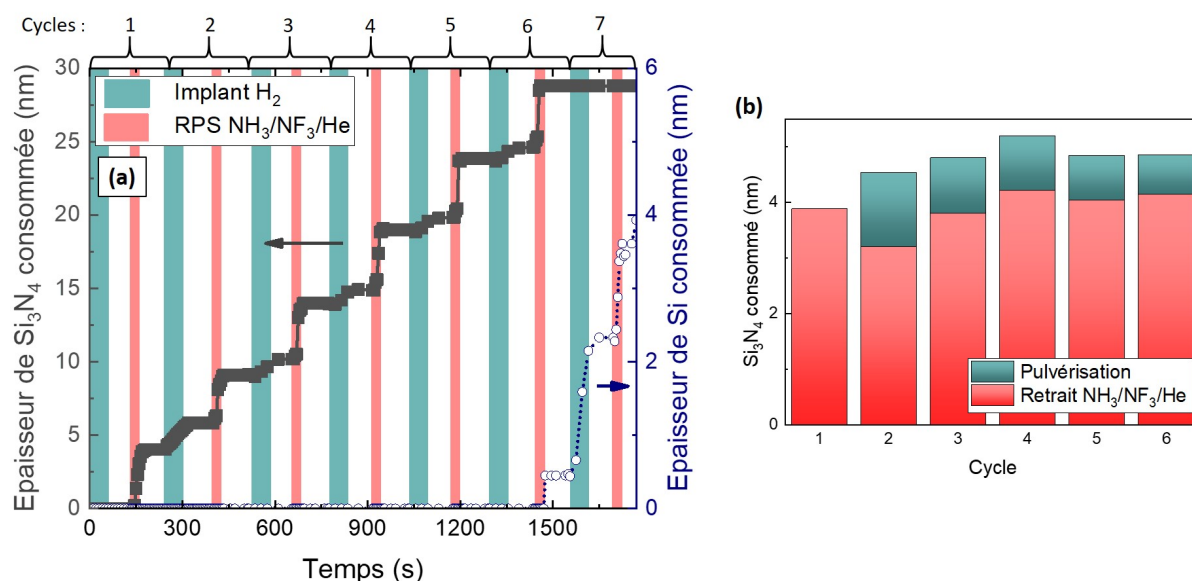 Cycles :
1 2 3 4 5 6 7
Implant H₂
RPS NH₃/NF₃/He
(a)
Epaisseur de Si₃N₄ consommée (nm)
30
25
20
15
10
5
0
0 300 600 900 1200 1500
Temps (s)
6
4
2
0
Epaisseur de Si consommée (nm)
(b)
Si₃N₄ consommé (nm)
4
2
0
Pulvérisation
Retrait NH₃/NF₃/He
1 2 3 4 5 6
Cycle